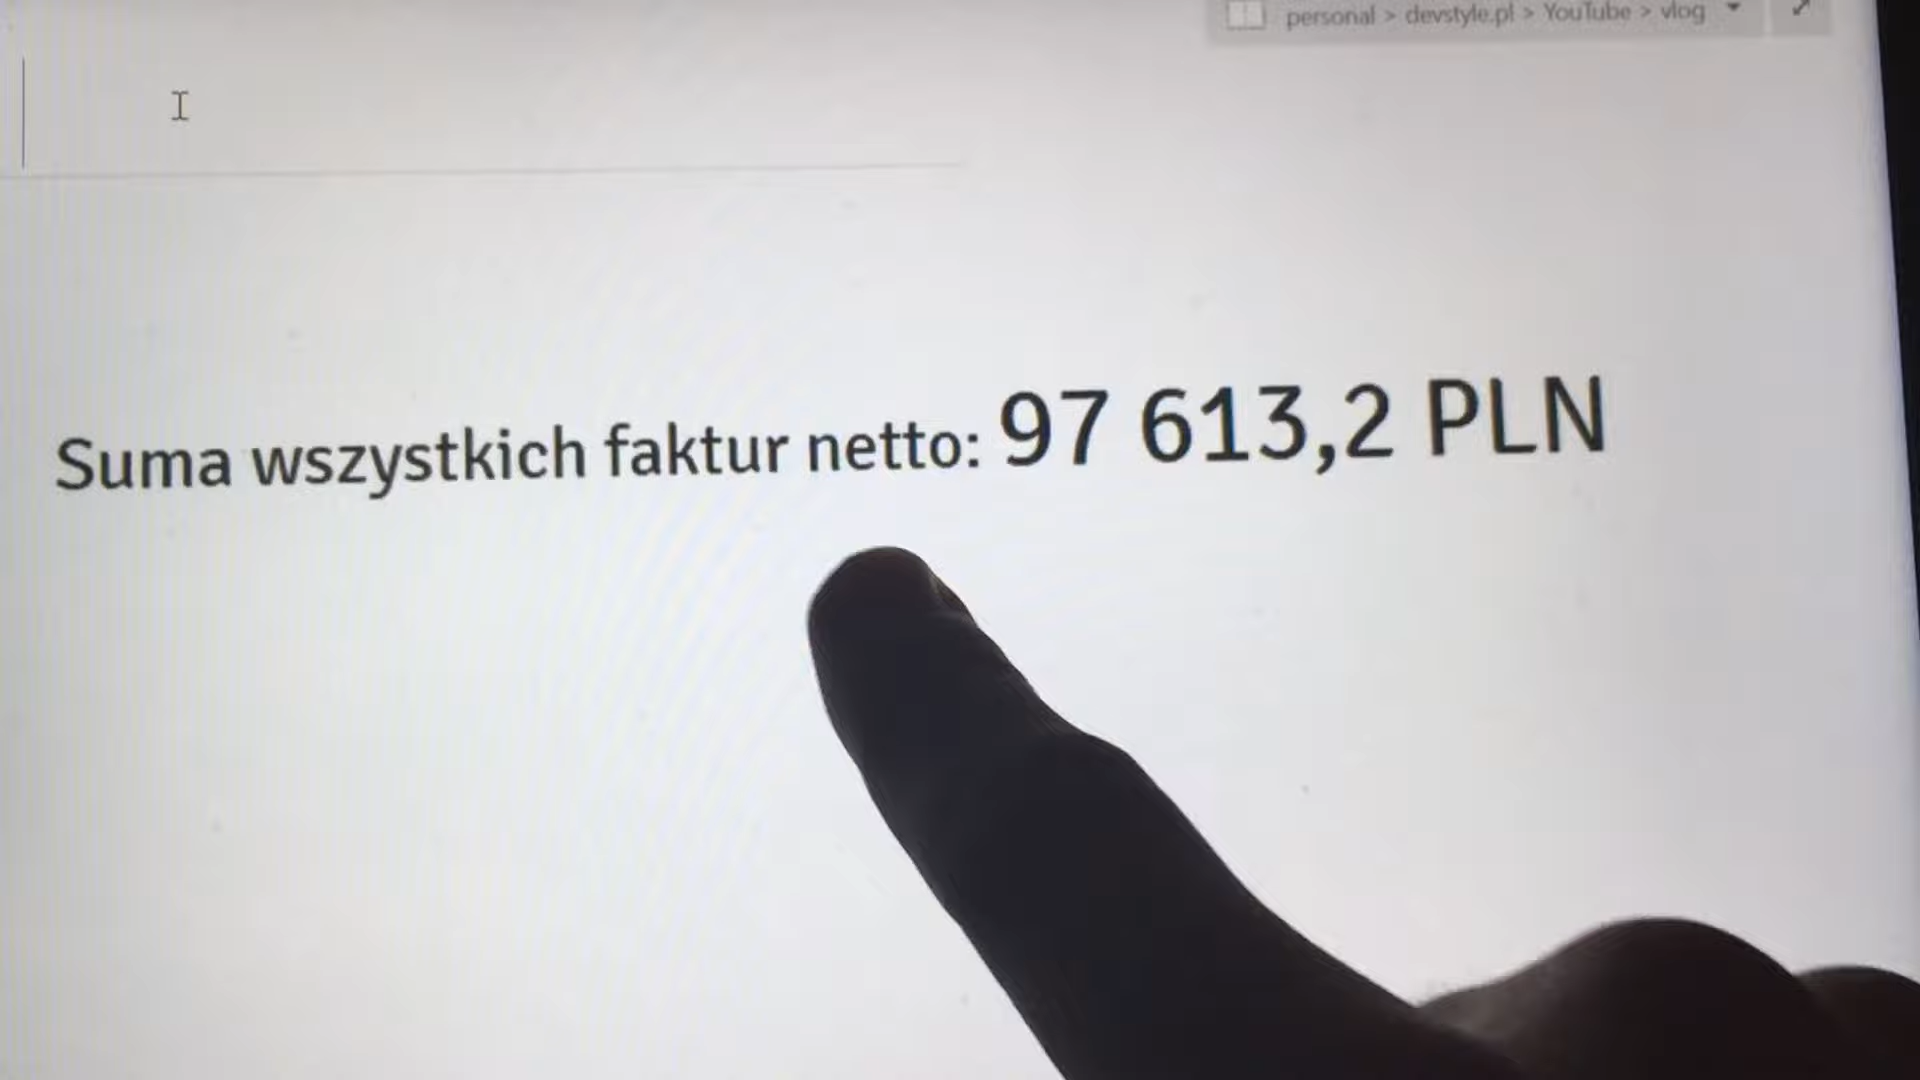 personal > devstyle.pl > YouTube > vlog
Suma wszystkich faktur netto: 97 613,2 PLN